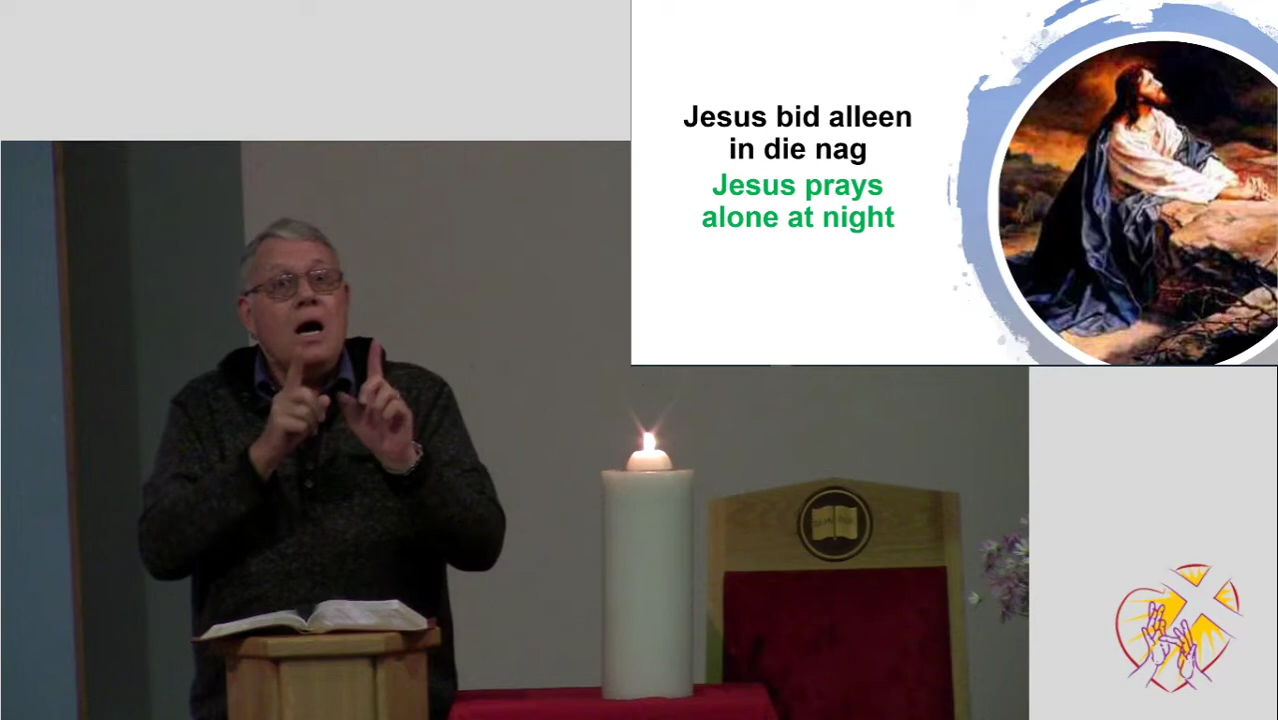 Jesus bid alleen
in die nag
Jesus prays
alone at night